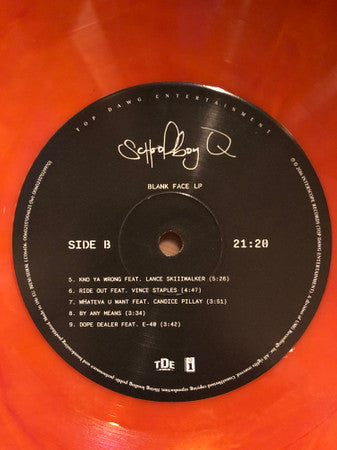 TOP DAWG ENTERTAINMENT
SCHOOLBOY Q
BLANK FACE LP
SIDE B
21:20
5. KNO YA WRONG FEAT. LANCE SKIIIWALKER (5:26)
6. RIDE OUT FEAT. VINCE STAPLES (4:47)
7. WHATEVA U WANT FEAT. CANDICE PILLAY (3:51)
8. BY ANY MEANS (3:34)
9. DOPE DEALER FEAT. E-40 (3:42)
TDE
i